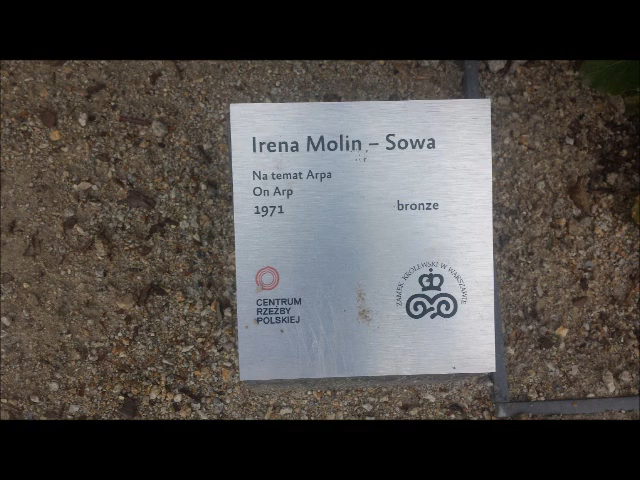 Irena Molin – Sowa
Na temat Arpa
On Arp
1971
bronze
CENTRUM
RZEŹBY
POLSKIEJ
ZAMEK KRÓLEWSKI W WARSZAWIE